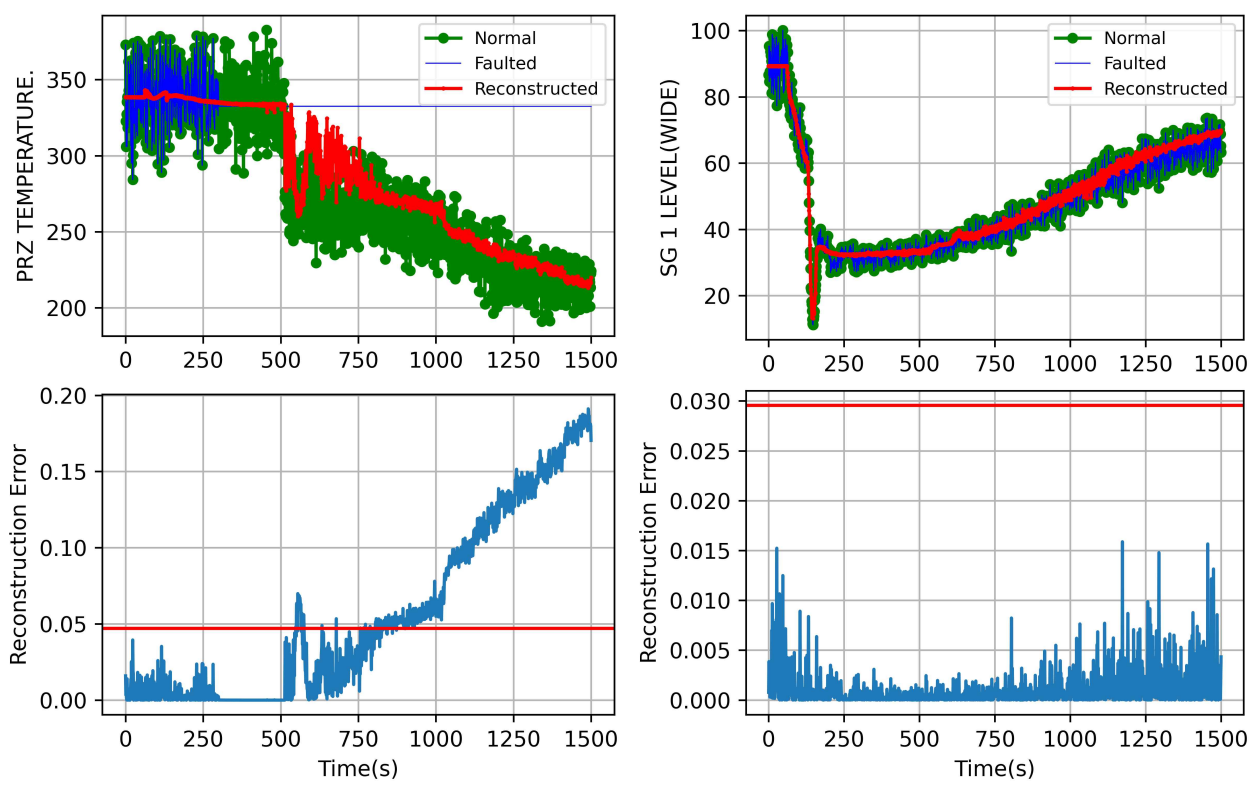 PRZ TEMPERATURE.
350
300
250
200
0 250 500 750 1000 1250 1500
Normal
Faulted
Reconstructed
SG 1 LEVEL(WIDE)
100
80
60
40
20
0 250 500 750 1000 1250 1500
Normal
Faulted
Reconstructed
Reconstruction Error
0.20
0.15
0.10
0.05
0.00
0 250 500 750 1000 1250 1500
Time(s)
Reconstruction Error
0.030
0.025
0.020
0.015
0.010
0.005
0.000
0 250 500 750 1000 1250 1500
Time(s)